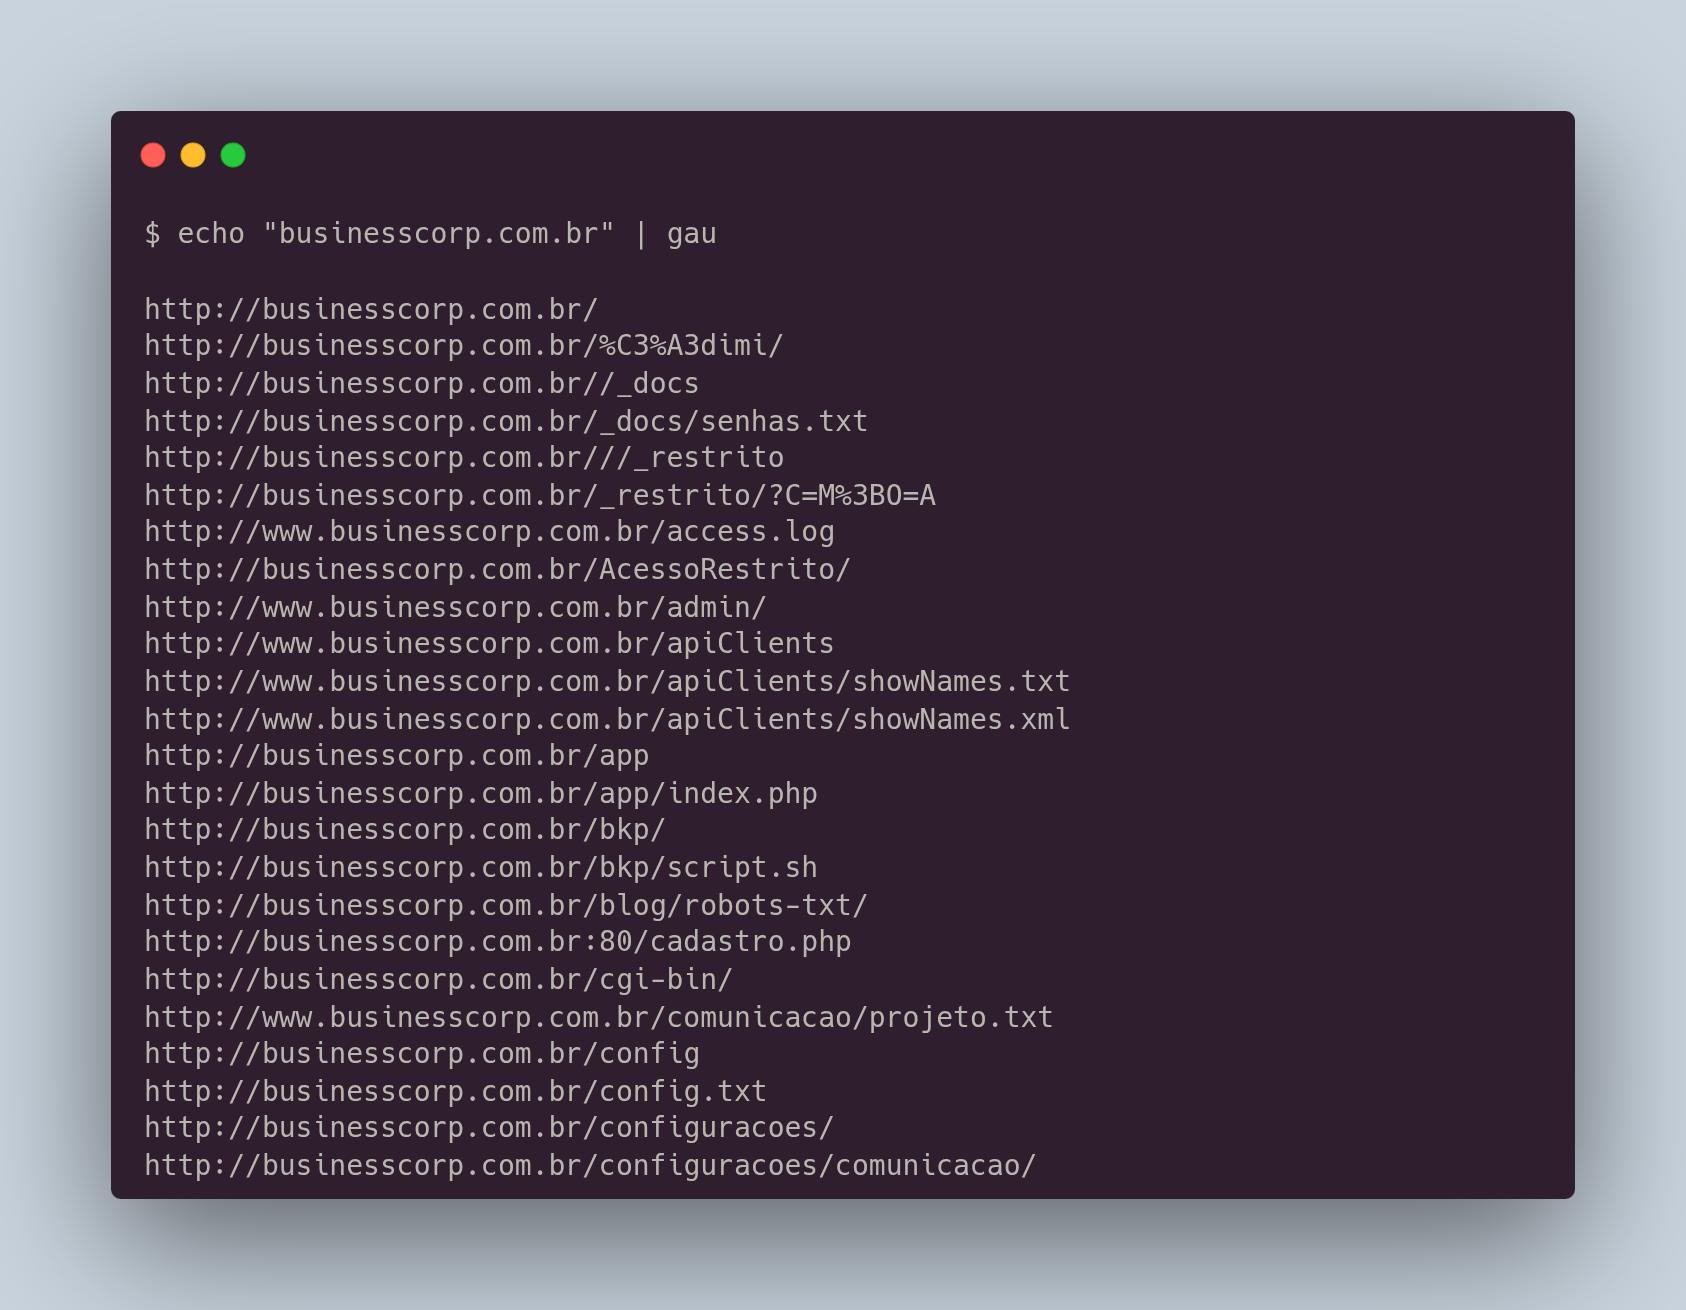 $ echo "businesscorp.com.br" | gau
http://businesscorp.com.br/
http://businesscorp.com.br/%C3%A3dimi/
http://businesscorp.com.br//_docs
http://businesscorp.com.br/_docs/senhas.txt
http://businesscorp.com.br///_restrito
http://businesscorp.com.br/_restrito/?C=M%3BO=A
http://www.businesscorp.com.br/access.log
http://businesscorp.com.br/AcessoRestrito/
http://www.businesscorp.com.br/admin/
http://www.businesscorp.com.br/apiClients
http://www.businesscorp.com.br/apiClients/showNames.txt
http://www.businesscorp.com.br/apiClients/showNames.xml
http://businesscorp.com.br/app
http://businesscorp.com.br/app/index.php
http://businesscorp.com.br/bkp/
http://businesscorp.com.br/bkp/script.sh
http://businesscorp.com.br/blog/robots-txt/
http://businesscorp.com.br:80/cadastro.php
http://businesscorp.com.br/cgi-bin/
http://www.businesscorp.com.br/comunicacao/projeto.txt
http://businesscorp.com.br/config
http://businesscorp.com.br/config.txt
http://businesscorp.com.br/configuracoes/
http://businesscorp.com.br/configuracoes/comunicacao/